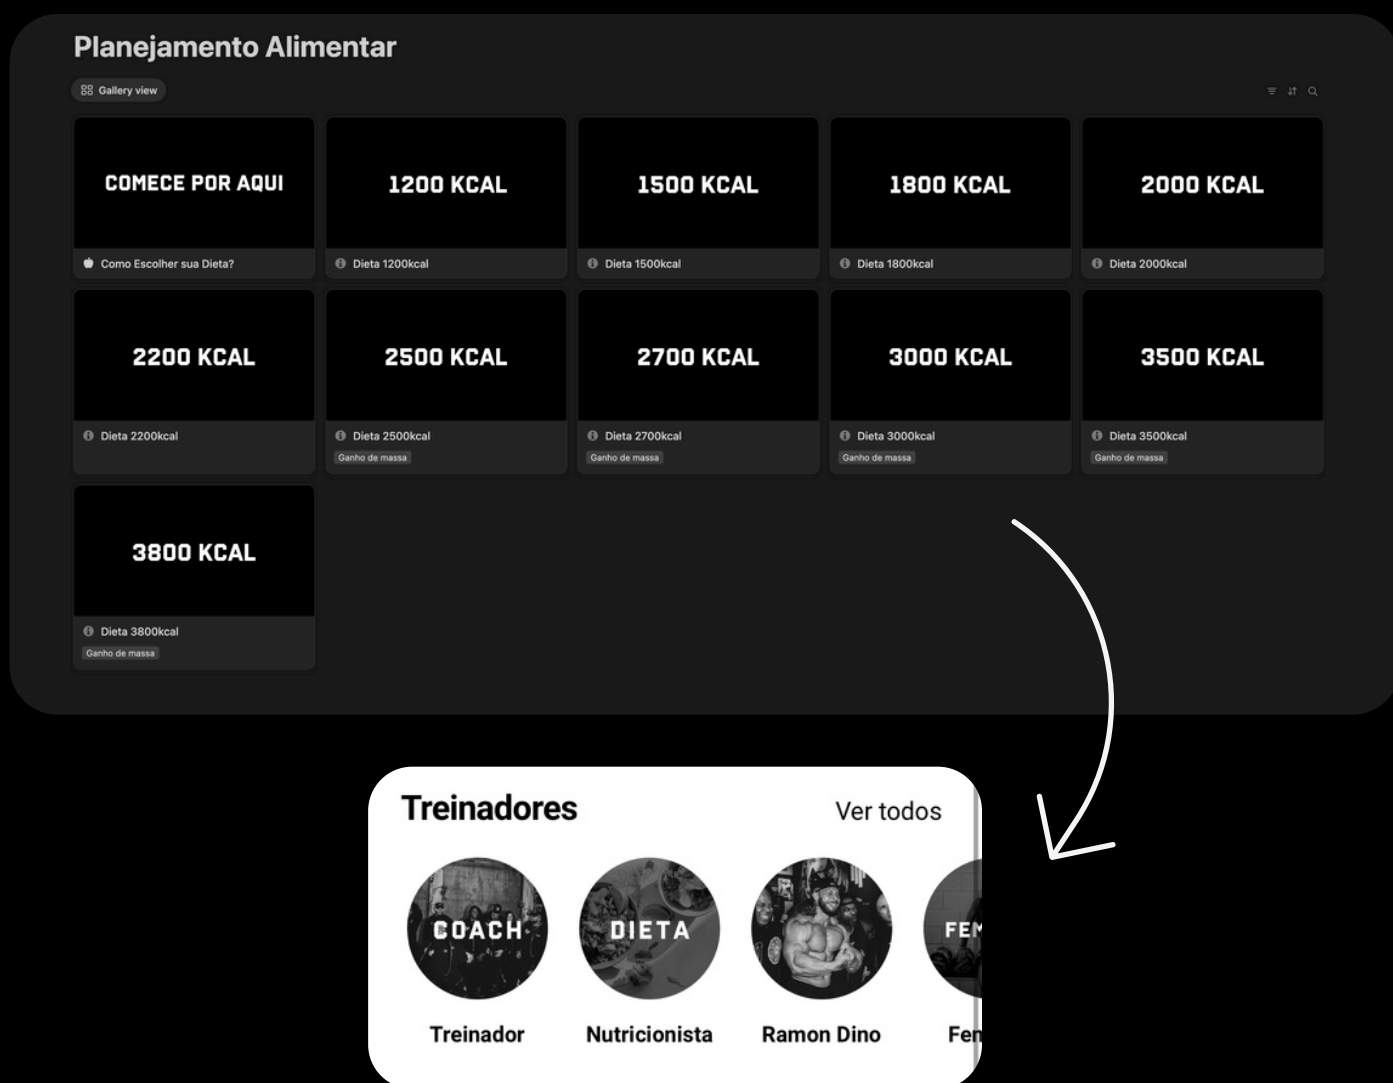 Planejamento Alimentar
Gallery view
COMECE POR AQUI
1200 KCAL
1500 KCAL
1800 KCAL
2000 KCAL
Como Escolher sua Dieta?
Dieta 1200kcal
Dieta 1500kcal
Dieta 1800kcal
Dieta 2000kcal
2200 KCAL
2500 KCAL
2700 KCAL
3000 KCAL
3500 KCAL
Dieta 2200kcal
Dieta 2500kcal
Dieta 2700kcal
Dieta 3000kcal
Dieta 3500kcal
Ganho de massa
Ganho de massa
Ganho de massa
Ganho de massa
3800 KCAL
Dieta 3800kcal
Ganho de massa
Treinadores
Ver todos
COACH
DIETA
Treinador
Nutricionista
Ramon Dino